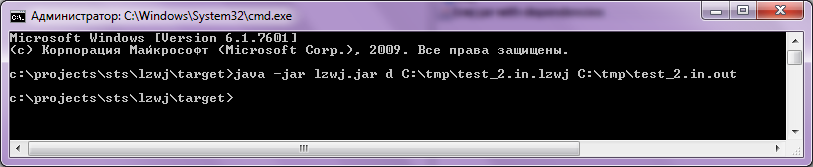 Администратор: C:\Windows\System32\cmd.exe
Microsoft Windows [Version 6.1.7601]
(c) Корпорация Майкрософт (Microsoft Corp.), 2009. Все права защищены.
c:\projects\sts\lzwj\target>java -jar lzwj.jar d C:\tmp\test_2.in.lzwj C:\tmp\test_2.in.out
c:\projects\sts\lzwj\target>